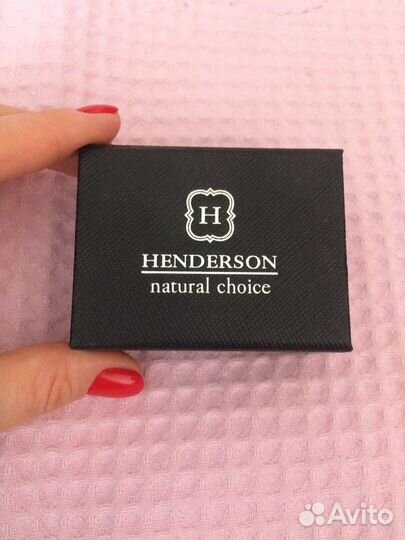 H
HENDERSON
natural choice
Avito